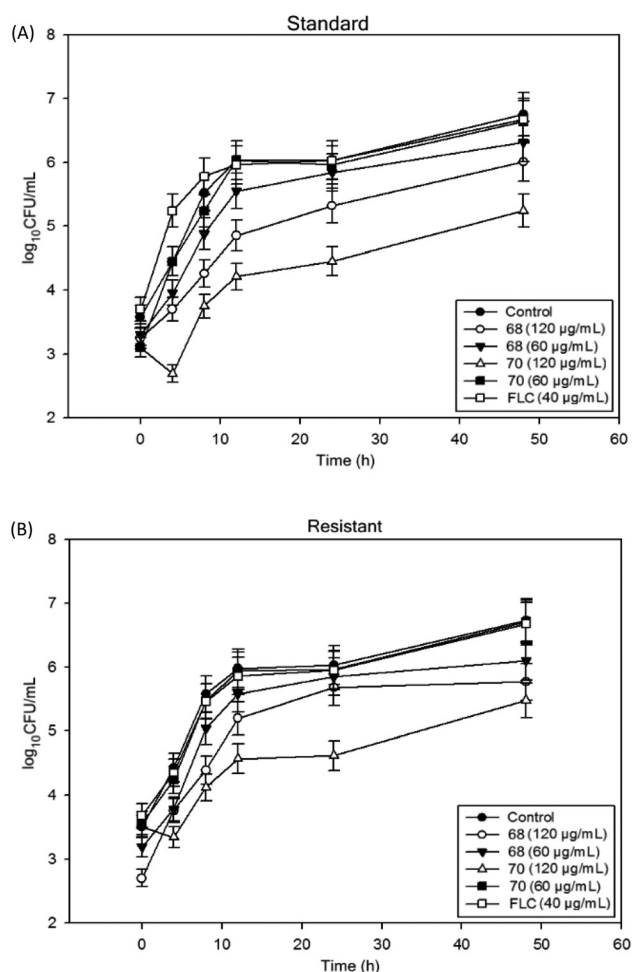 (A)
Standard
8
7
6
5
4
3
2
log₁₀CFU/mL
0
10
20
30
40
50
60
Time (h)
Control
68 (120 µg/mL)
68 (60 µg/mL)
70 (120 µg/mL)
70 (60 µg/mL)
FLC (40 µg/mL)
(B)
Resistant
8
7
6
5
4
3
2
log₁₀CFU/mL
0
10
20
30
40
50
60
Time (h)
Control
68 (120 µg/mL)
68 (60 µg/mL)
70 (120 µg/mL)
70 (60 µg/mL)
FLC (40 µg/mL)